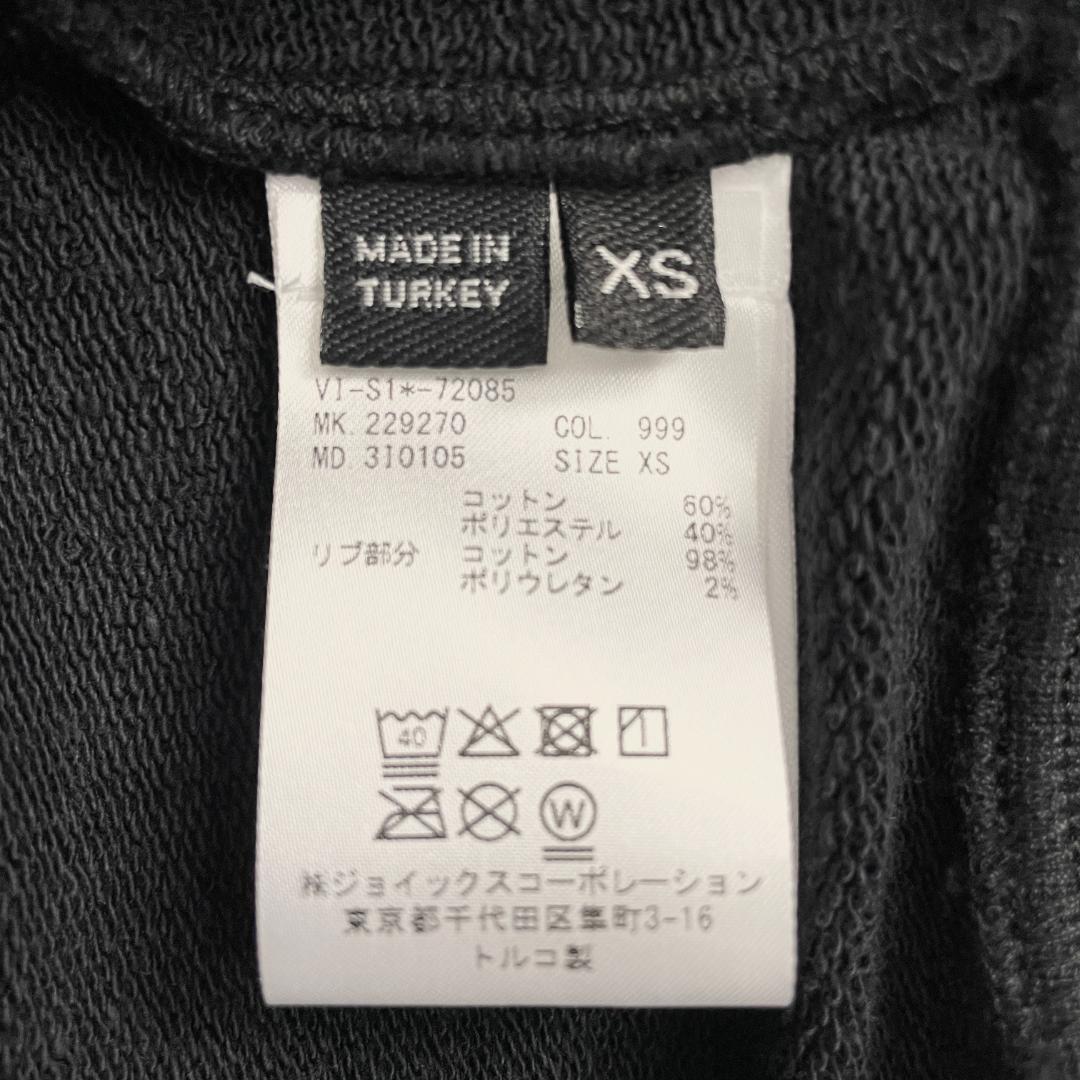 MADE IN
TURKEY
XS
VI-S1*-72085
MK. 229270 COL. 999
MD. 310105 SIZE XS
コットン 60%
ポリエステル 40%
リブ部分 コットン 98%
ポリウレタン 2%
40
W
㈱ジョイックスコーポレーション
東京都千代田区隼町3-16
トルコ製